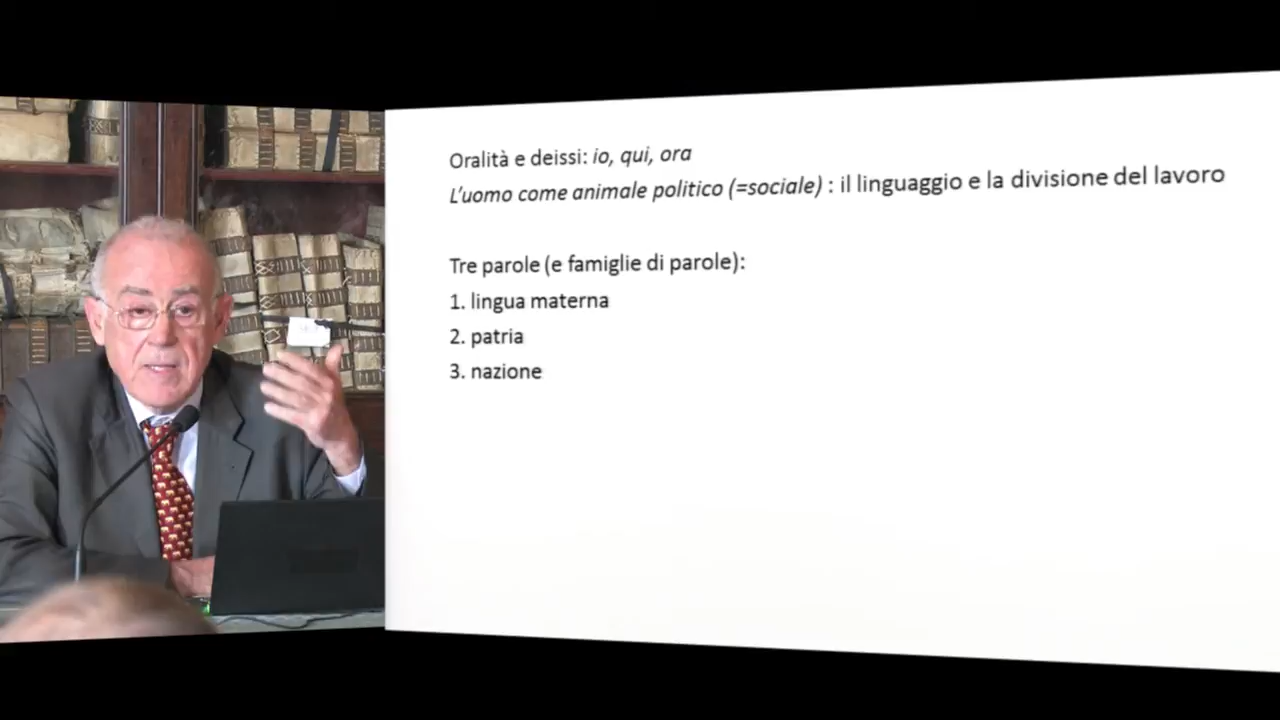 Oralità e deissi: io, qui, ora
L'uomo come animale politico (=sociale) : il linguaggio e la divisione del lavoro
Tre parole (e famiglie di parole):
1. lingua materna
2. patria
3. nazione